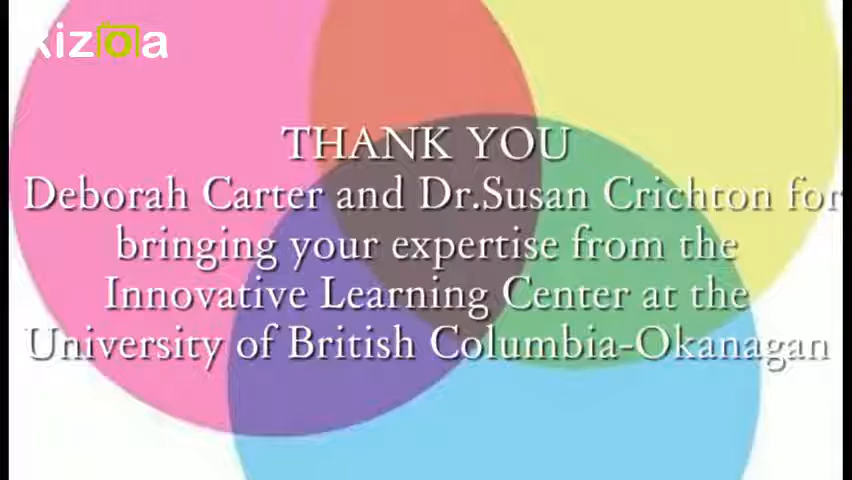 Rizoa
THANK YOU
Deborah Carter and Dr.Susan Crichton for
bringing your expertise from the
Innovative Learning Center at the
University of British Columbia-Okanagan